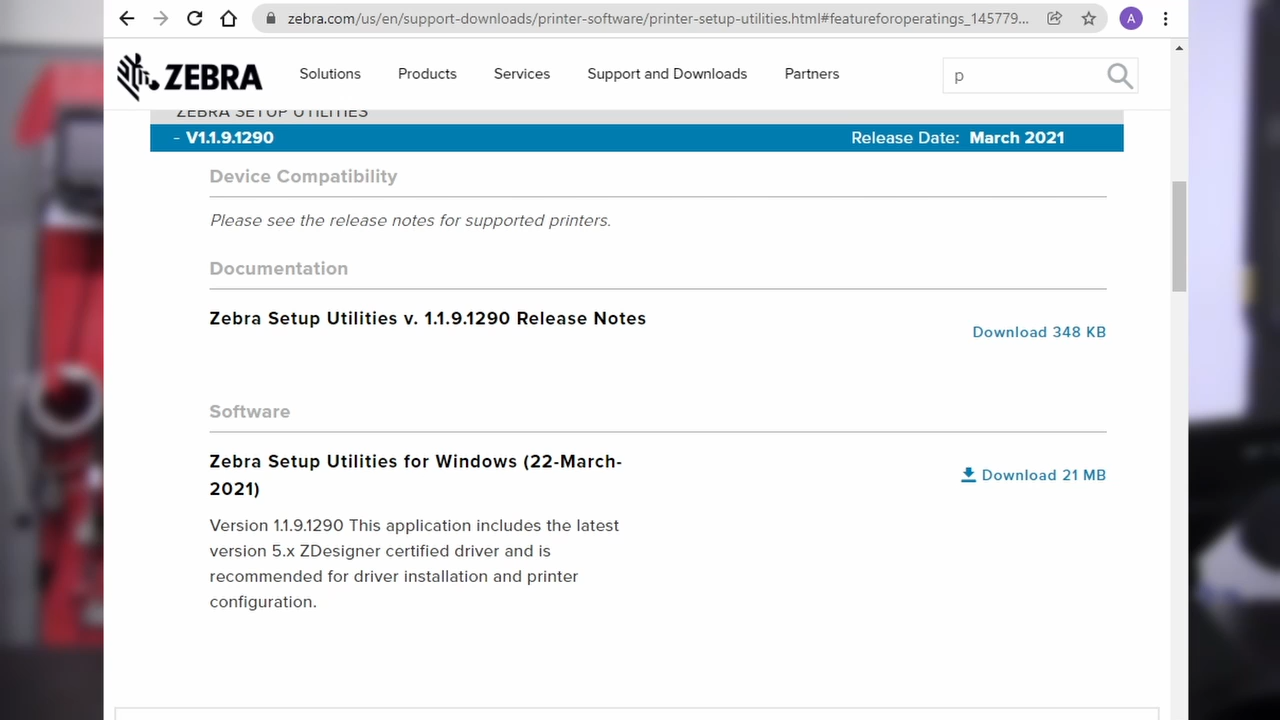 zebra.com/us/en/support-downloads/printer-software/printer-setup-utilities.html#featureforoperatings_145779...
A
ZEBRA
Solutions
Products
Services
Support and Downloads
Partners
p
ZEBRA SETUP UTILITIES
- V1.1.9.1290
Release Date: March 2021
Device Compatibility
Please see the release notes for supported printers.
Documentation
Zebra Setup Utilities v. 1.1.9.1290 Release Notes
Download 348 KB
Software
Zebra Setup Utilities for Windows (22-March-
2021)
Download 21 MB
Version 1.1.9.1290 This application includes the latest
version 5.x ZDesigner certified driver and is
recommended for driver installation and printer
configuration.